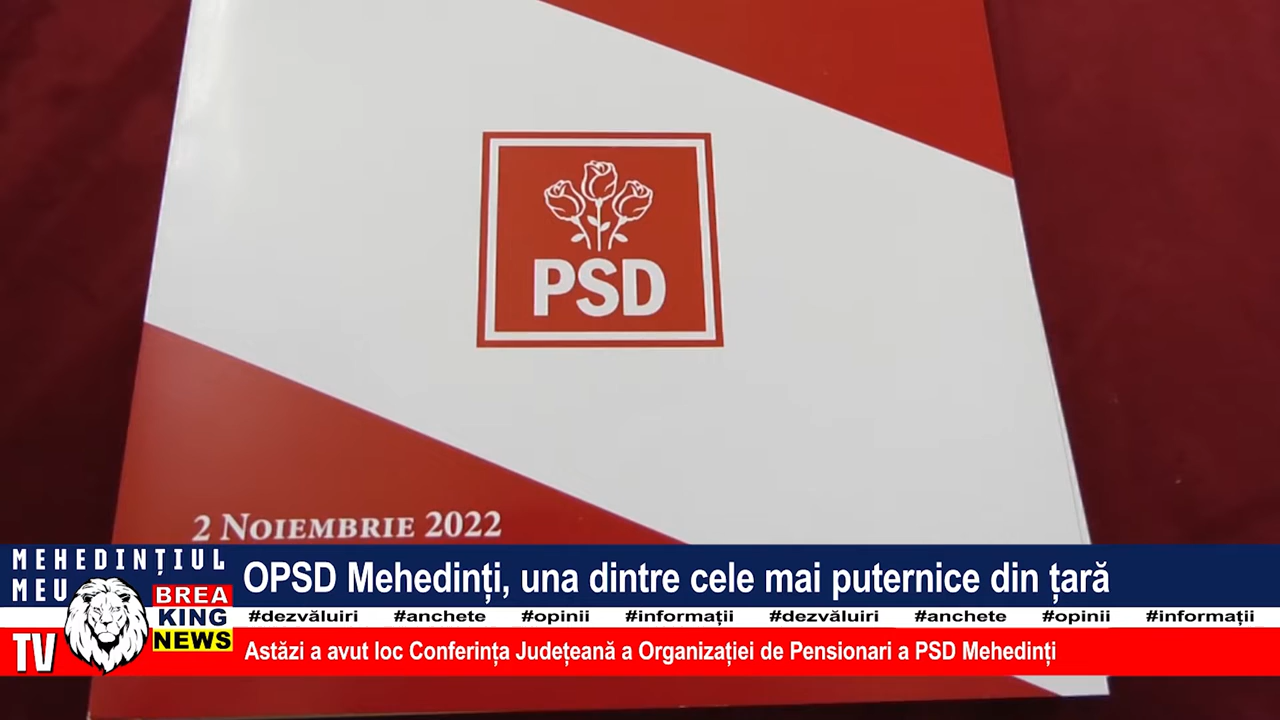 PSD
2 NOIEMBRIE 2022
MEHEDINȚIUL
MEU
TV
BREA
KING
NEWS
OPSD Mehedinți, una dintre cele mai puternice din țară
#dezvăluiri #anchete #opinii #informații #dezvăluiri #anchete #opinii #informații
Astăzi a avut loc Conferința Județeană a Organizației de Pensionari a PSD Mehedinți